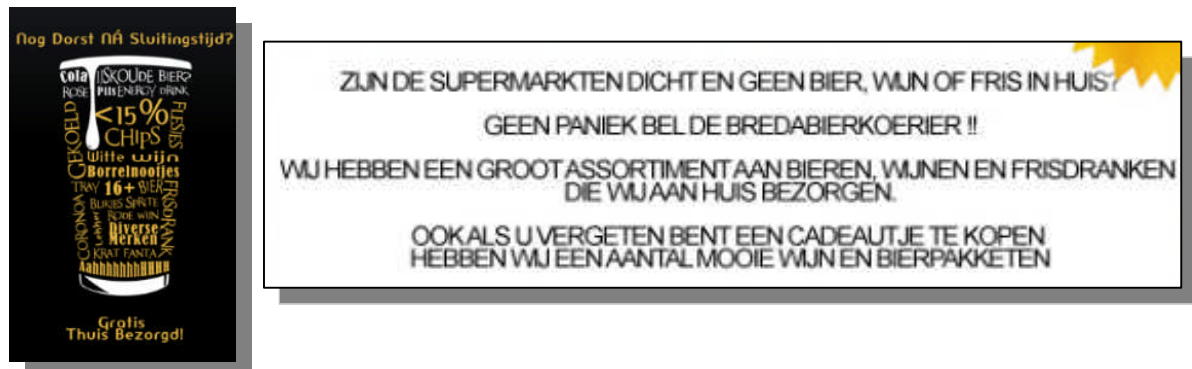 Nog Dorst NÁ Sluitingstijd?
Cola IJSKOUDE BIER?
ROSE PILS ENERGY DRINK
<15%
CHIPS
FLESJES
GEKOELD
Witte wijn
Borrelnootjes
TRAY 16+ BIER
BLIKJES SPRITE
RODE WIJN
Lekker
Diverse
Merken
CORONOA
FRISDRANK
KRAT FANTA
AahhhhhhHHHH
Gratis
Thuis Bezorgd!
ZIJN DE SUPERMARKTEN DICHT EN GEEN BIER, WIJN OF FRIS IN HUIS?
GEEN PANIEK BEL DE BREDABIERKOERIER !!
WIJ HEBBEN EEN GROOT ASSORTIMENT AAN BIEREN, WIJNEN EN FRISDRANKEN
DIE WIJ AAN HUIS BEZORGEN.
OOK ALS U VERGETEN BENT EEN CADEAUTJE TE KOPEN
HEBBEN WIJ EEN AANTAL MOOIE WIJN EN BIERPAKKETEN